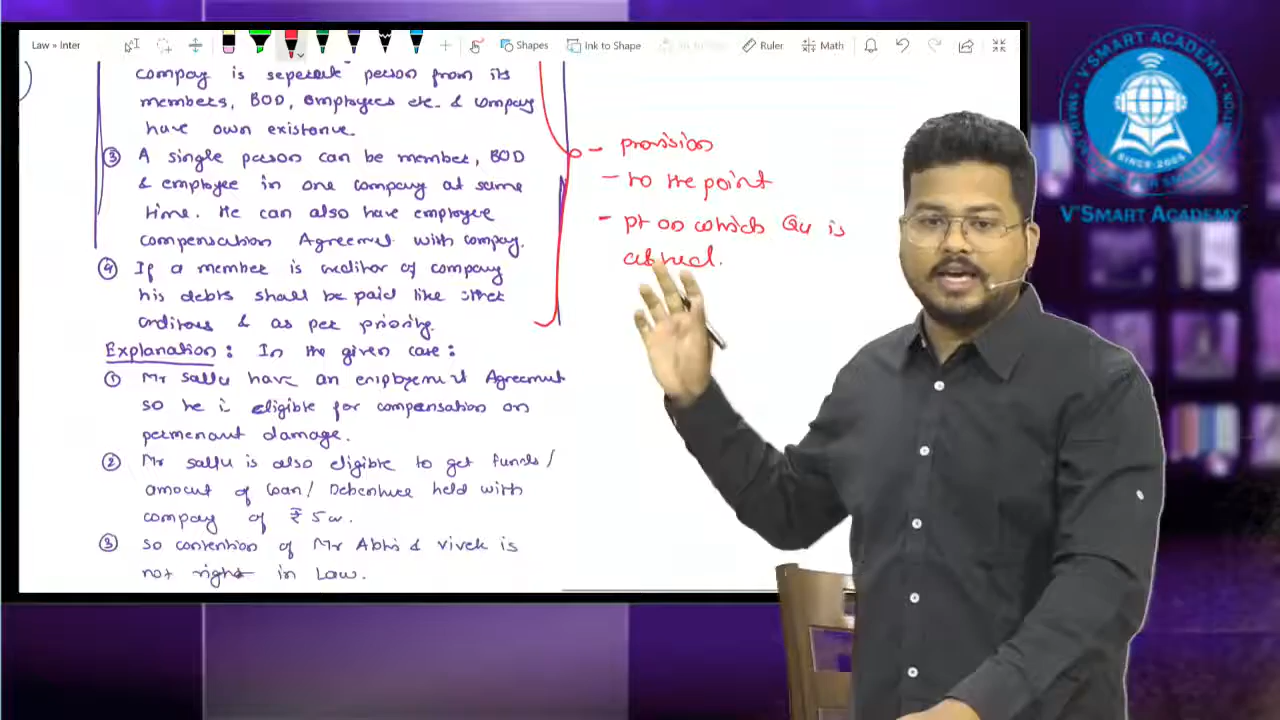 Law » Inter
Shapes
Ink to Shape
Ruler
Math
company is seperate person from its
members, BOD, employees etc. & company
have own existence.
③ A single person can be member, BOD
& employee in one company at same
time. He can also have employee
compensation Agreement with company.
④ If a member is creditor of company
his debts shall be paid like other
creditors & as per priority.
Explanation: In the given case:
① Mr Sallu have an employement Agreement
so he is eligible for compensation on
permenant damage.
② Mr Sallu is also eligible to get funds/
amount of loan/ Debenture held with
company of ₹ 5
③ so contention of Mr Abhi & vivek is
not right in Law.
- provision
- to the point
- pt on which Qu is
V'SMART ACADEMY
SINCE-2005
V'SMart ACADEMY